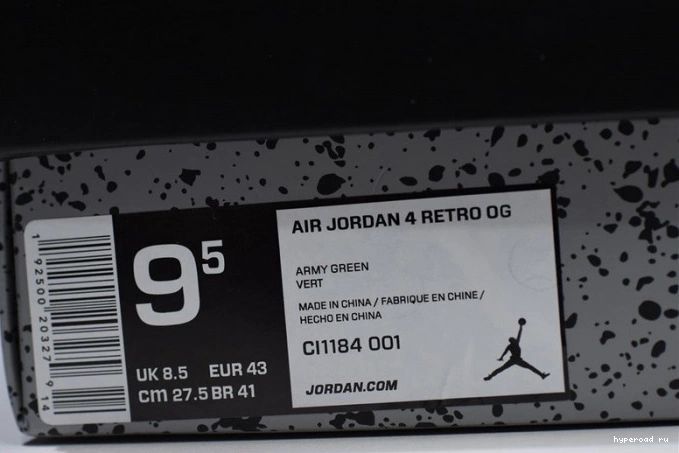 1 92500 20327 9 14
9⁵
UK 8.5 EUR 43
cm 27.5 BR 41
AIR JORDAN 4 RETRO OG
ARMY GREEN
VERT
MADE IN CHINA / FABRIQUE EN CHINE /
HECHO EN CHINA
CI1184 001
JORDAN.COM
hyperoad ru